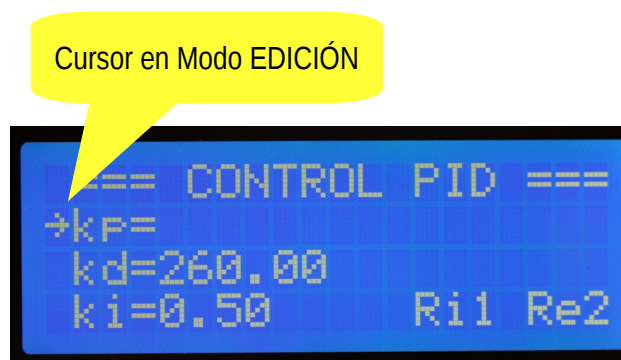 Cursor en Modo EDICIÓN
=== CONTROL PID ===
→kp=
kd=260.00
ki=0.50 Ri1 Re2